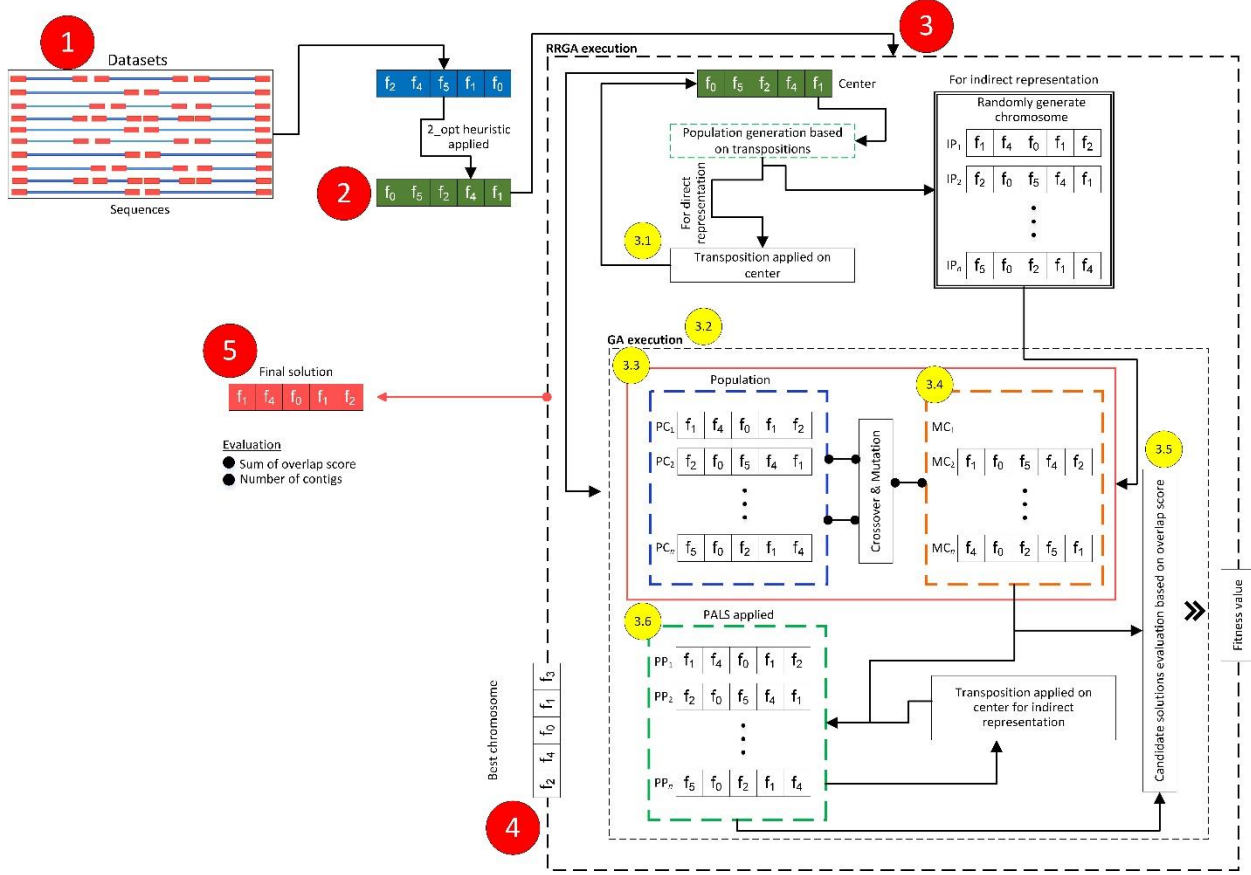 1
Datasets
Sequences
f2 f4 f5 f1 f0
2_opt heuristic
applied
2
f0 f5 f2 f4 f1
3
RRGA execution
f0 f5 f2 f4 f1
Center
Population generation based
on transpositions
For direct
representation
3.1
Transposition applied on
center
For indirect representation
Randomly generate
chromosome
IP1 f1 f4 f0 f1 f2
IP2 f2 f0 f5 f4 f1
IPn f5 f0 f2 f1 f4
5
Final solution
f1 f4 f0 f1 f2
Evaluation
Sum of overlap score
Number of contigs
3.2
GA execution
3.3
Population
PC1 f1 f4 f0 f1 f2
PC2 f2 f0 f5 f4 f1
PCn f5 f0 f2 f1 f4
Crossover & Mutation
3.4
MC1
MC2 f1 f0 f5 f4 f2
MCn f4 f0 f2 f5 f1
3.5
Candidate solutions evaluation based on overlap score
Fitness value
3.6
PALS applied
PP1 f1 f4 f0 f1 f2
PP2 f2 f0 f5 f4 f1
PPn f5 f0 f2 f1 f4
Transposition applied on
center for indirect
representation
Best chromosome
f2 f4 f0 f1 f3
4